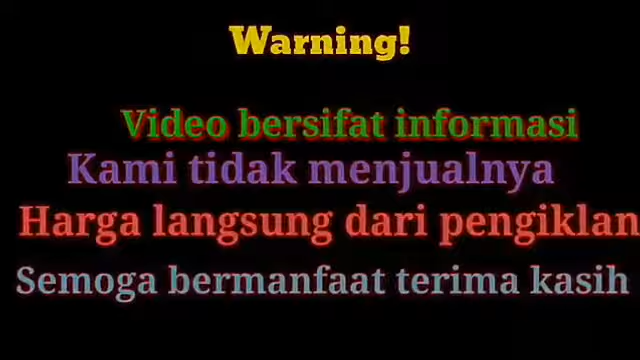 Warning!
Video bersifat informasi
Kami tidak menjualnya
Harga langsung dari pengiklan
Semoga bermanfaat terima kasih